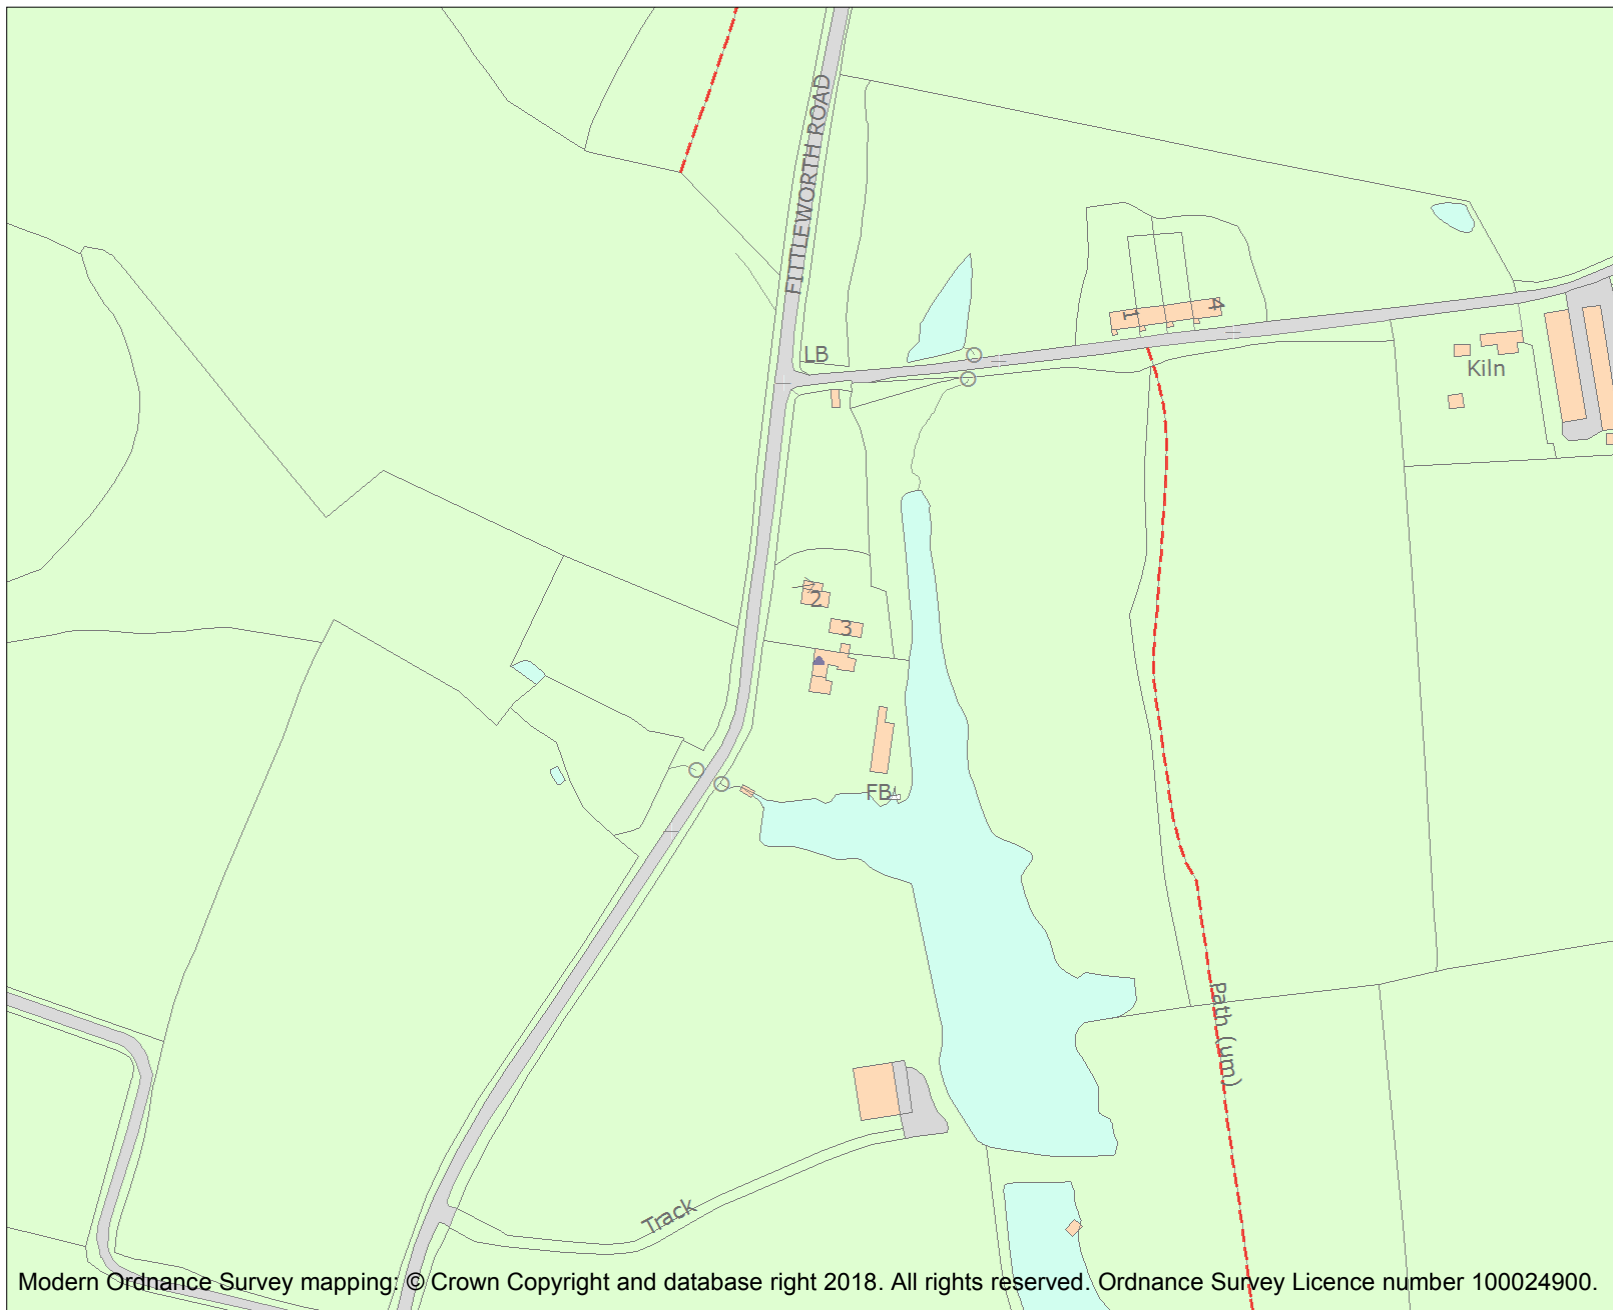 FITTLEWORTH ROAD
1
4
LB
Kiln
2
3
FB
Path (um)
Track
Modern Ordnance Survey mapping: © Crown Copyright and database right 2018. All rights reserved. Ordnance Survey Licence number 100024900.